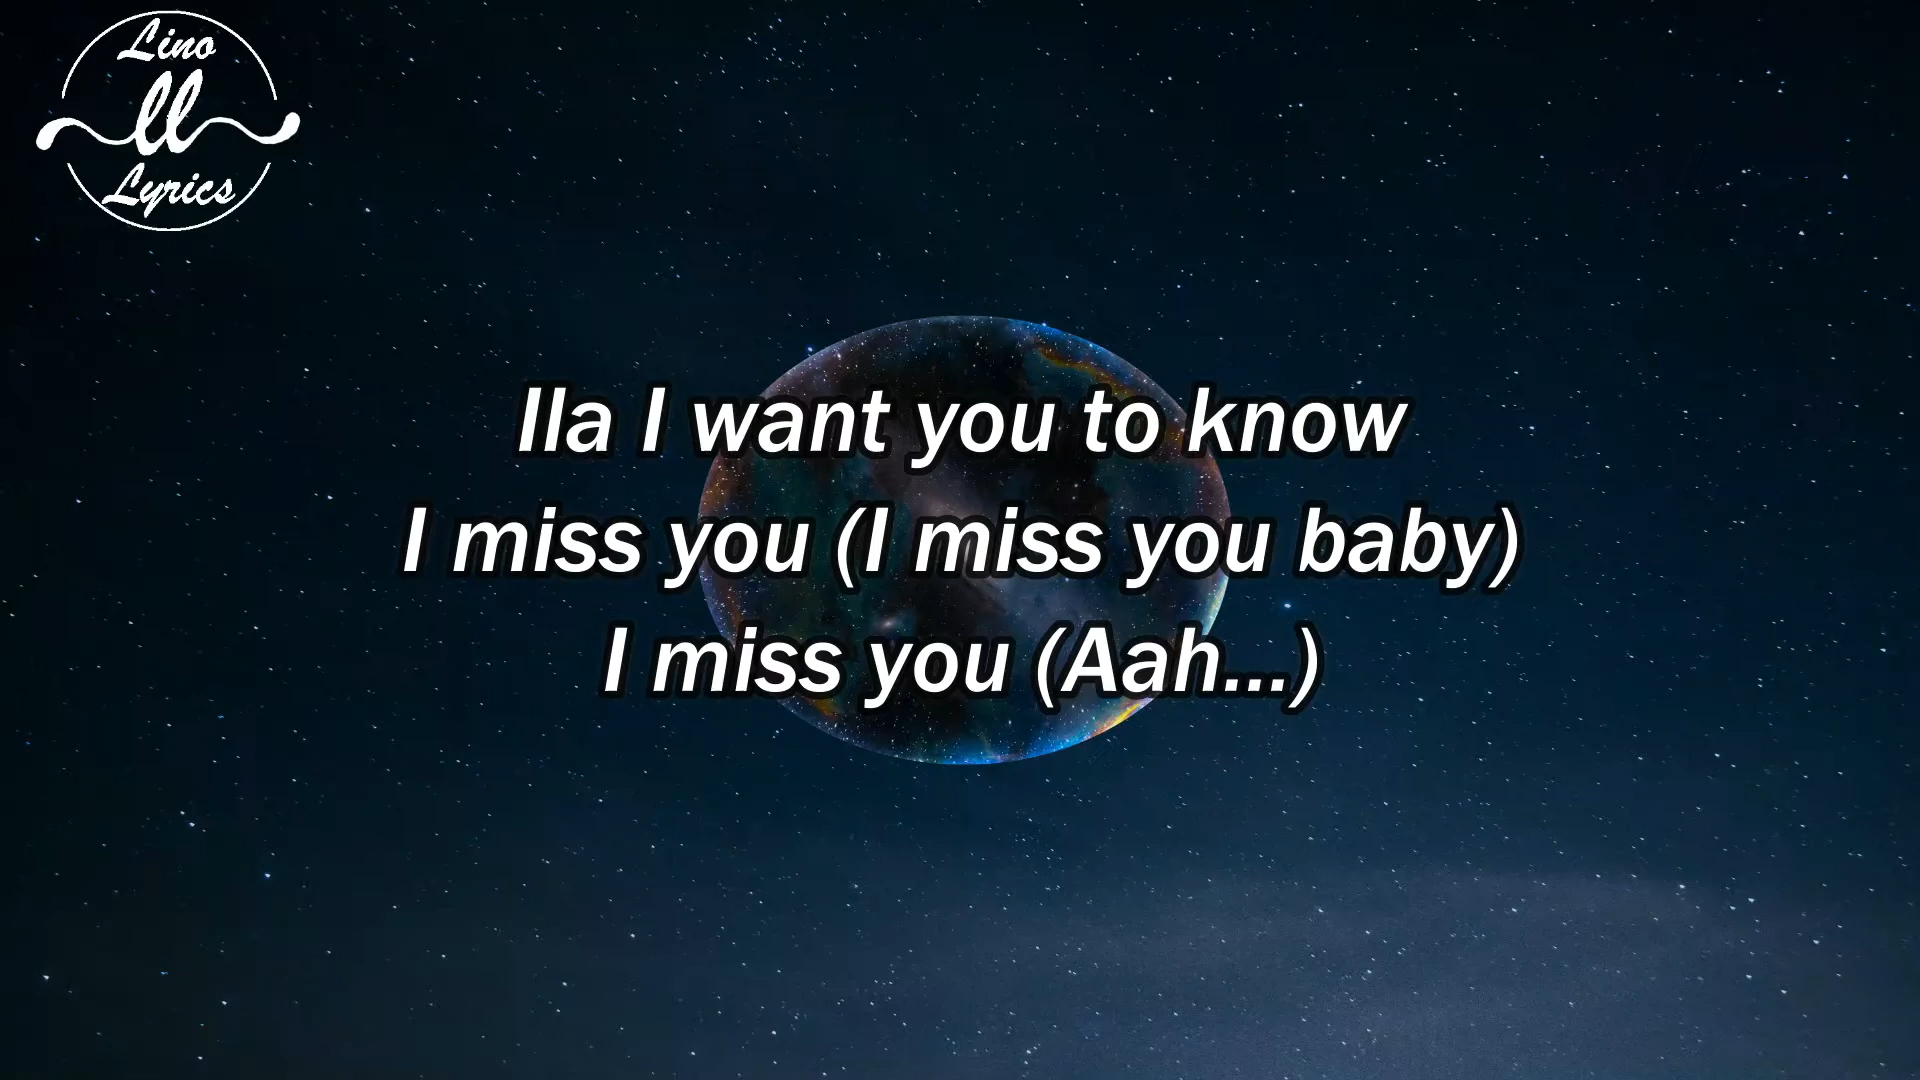 Lino
ll
Lyrics
Ila I want you to know
I miss you (I miss you baby)
I miss you (Aah...)